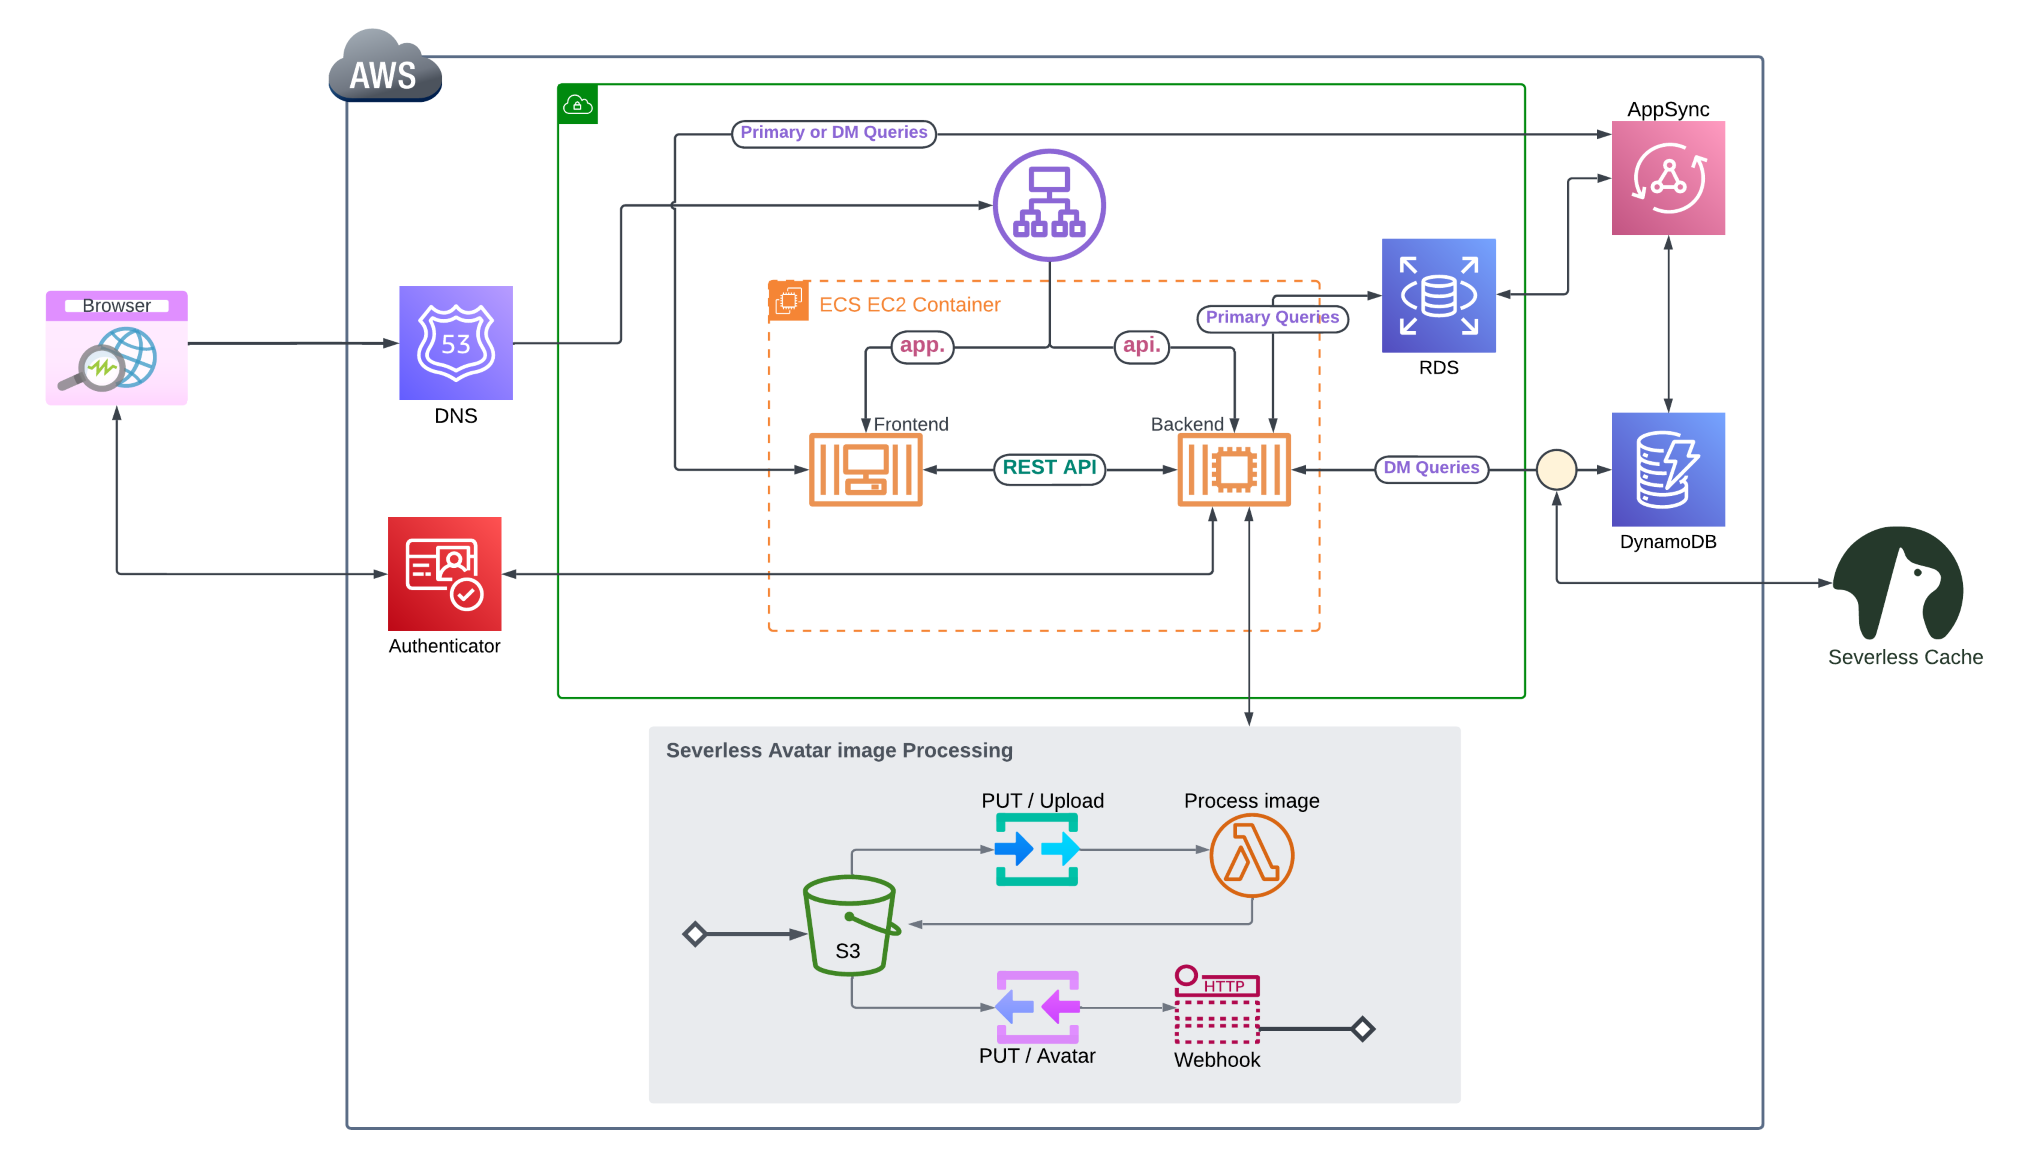 AWS
AppSync
Primary or DM Queries
Browser
53
DNS
ECS EC2 Container
Primary Queries
app.
api.
RDS
Frontend
Backend
REST API
DM Queries
DynamoDB
Authenticator
Severless Cache
Severless Avatar image Processing
PUT / Upload
Process image
S3
HTTP
PUT / Avatar
Webhook